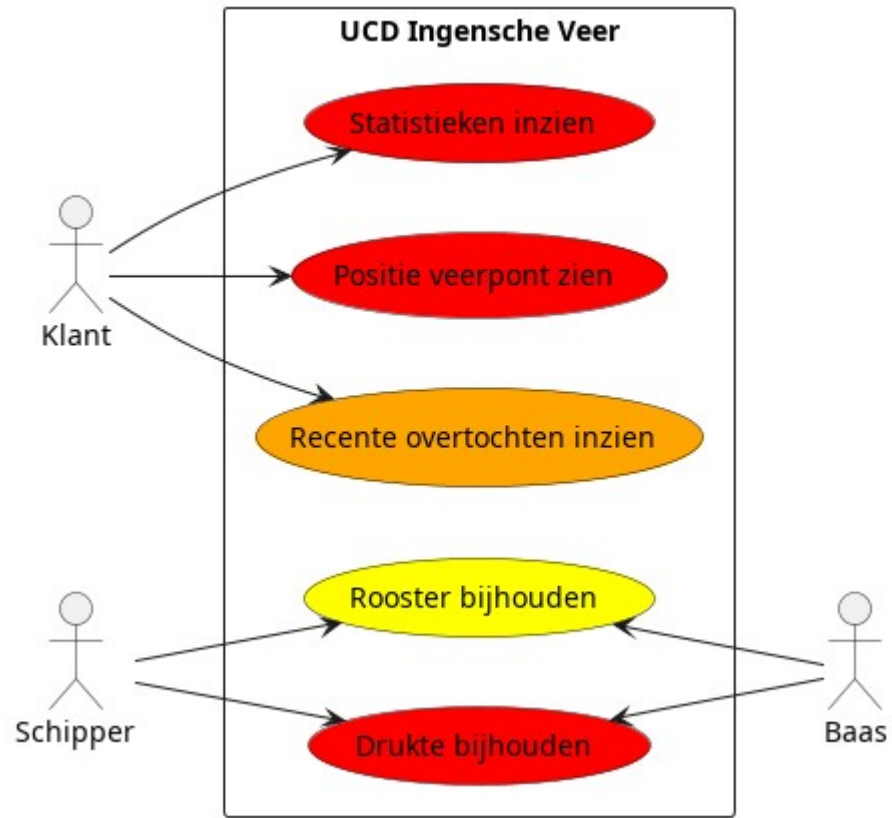 UCD Ingensche Veer
Statistieken inzien
Positie veerpont zien
Klant
Recente overtochten inzien
Rooster bijhouden
Schipper
Baas
Drukte bijhouden